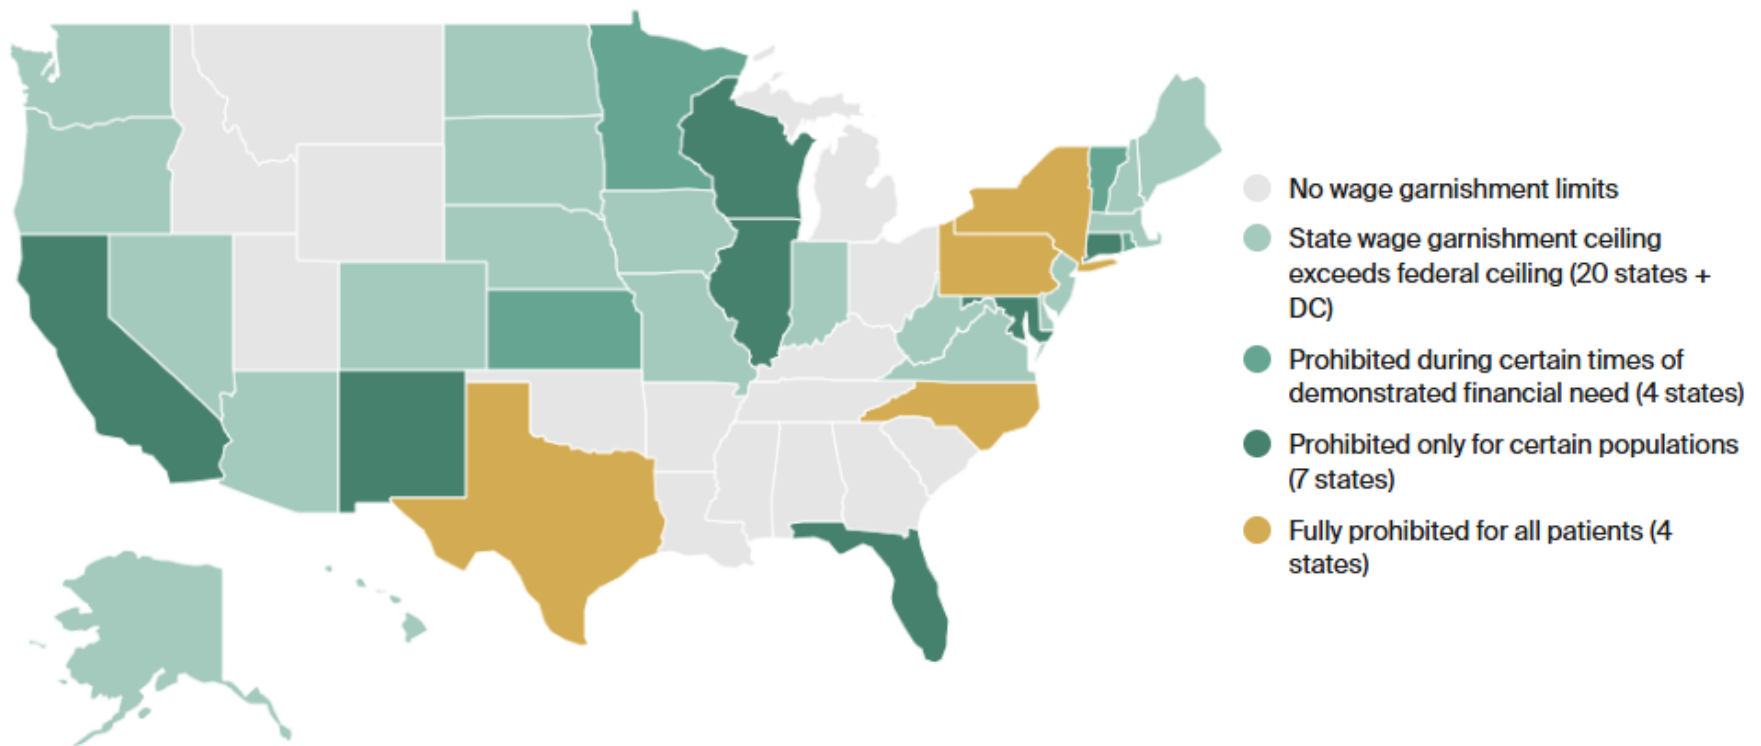 No wage garnishment limits
State wage garnishment ceiling
exceeds federal ceiling (20 states +
DC)
Prohibited during certain times of
demonstrated financial need (4 states)
Prohibited only for certain populations
(7 states)
Fully prohibited for all patients (4
states)